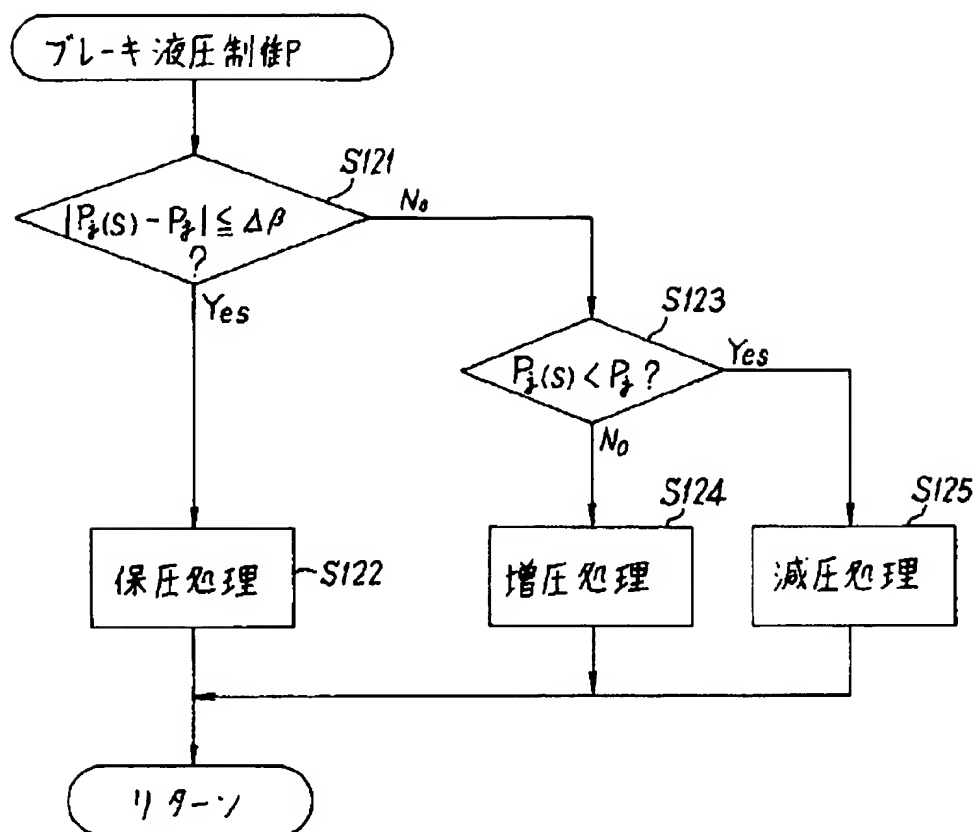 ブレーキ液圧制御P
S121
|Pj(S)-Pj|≦Δβ
?
No
Yes
S123
Pj(S)<Pj?
Yes
No
S124
S125
保圧処理
S122
増圧処理
減圧処理
リターン